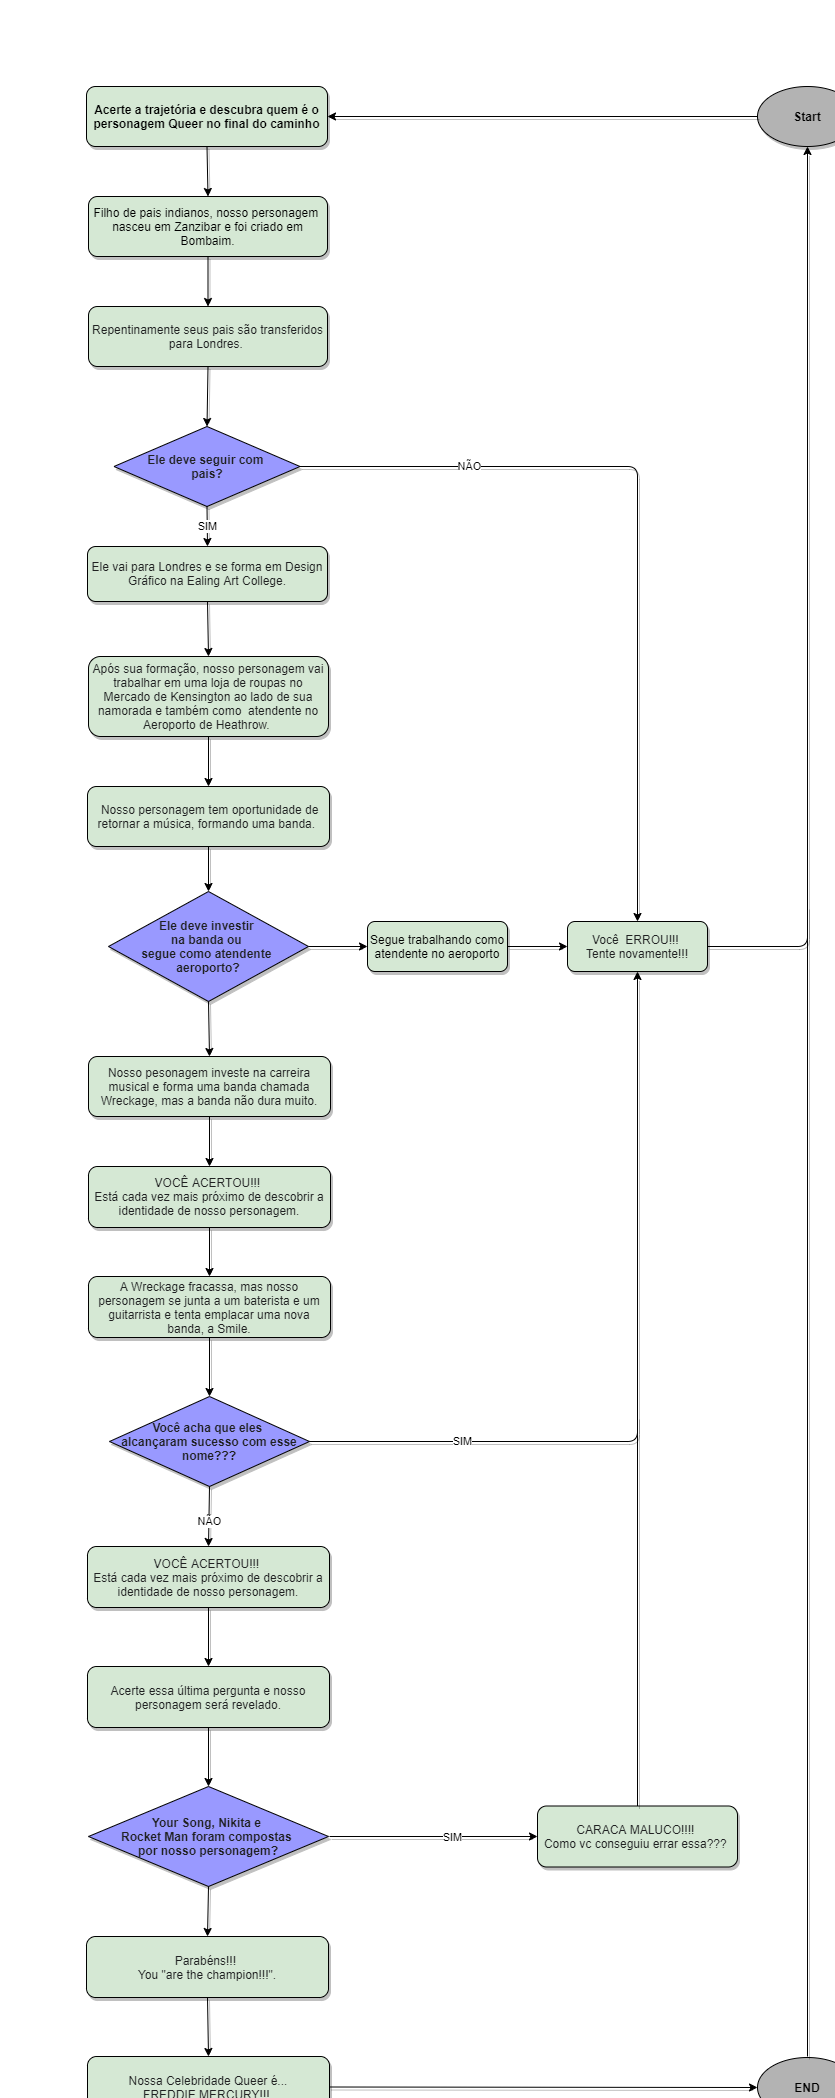 Acerte a trajetória e descubra quem é o
personagem Queer no final do caminho
Start
Filho de pais indianos, nosso personagem
nasceu em Zanzibar e foi criado em
Bombaim.
Repentinamente seus pais são transferidos
para Londres.
Ele deve seguir com
pais?
NÃO
SIM
Ele vai para Londres e se forma em Design
Gráfico na Ealing Art College.
Após sua formação, nosso personagem vai
trabalhar em uma loja de roupas no
Mercado de Kensington ao lado de sua
namorada e também como atendente no
Aeroporto de Heathrow.
Nosso personagem tem oportunidade de
retornar a música, formando uma banda.
Ele deve investir
na banda ou
segue como atendente
aeroporto?
Segue trabalhando como
atendente no aeroporto
Você ERROU!!!
Tente novamente!!!
Nosso pesonagem investe na carreira
musical e forma uma banda chamada
Wreckage, mas a banda não dura muito.
VOCÊ ACERTOU!!!
Está cada vez mais próximo de descobrir a
identidade de nosso personagem.
A Wreckage fracassa, mas nosso
personagem se junta a um baterista e um
guitarrista e tenta emplacar uma nova
banda, a Smile.
Você acha que eles
alcançaram sucesso com esse
nome???
SIM
NÃO
VOCÊ ACERTOU!!!
Está cada vez mais próximo de descobrir a
identidade de nosso personagem.
Acerte essa última pergunta e nosso
personagem será revelado.
Your Song, Nikita e
Rocket Man foram compostas
por nosso personagem?
SIM
CARACA MALUCO!!!!
Como vc conseguiu errar essa???
Parabéns!!!
You "are the champion!!!".
Nossa Celebridade Queer é...
FREDDIE MERCURY!!!
END